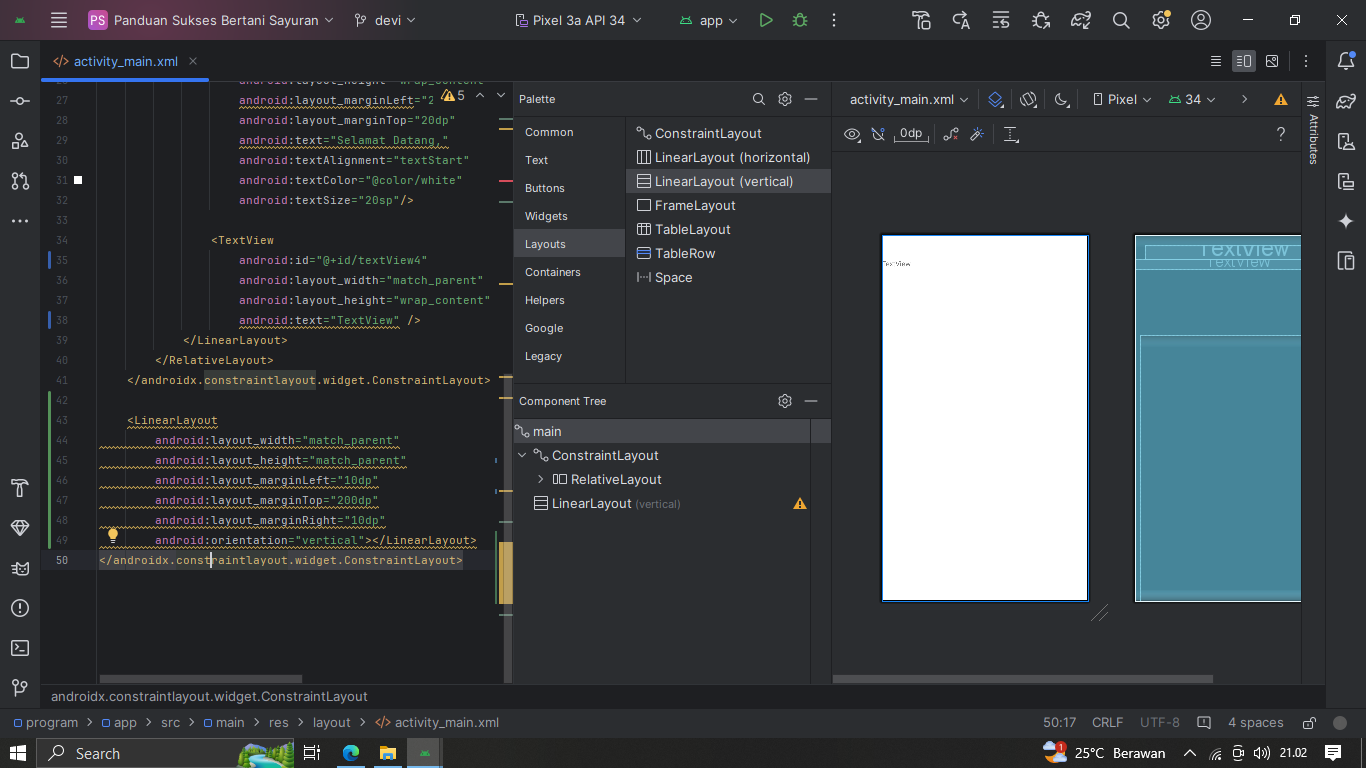 PS Panduan Sukses Bertani Sayuran devi Pixel 3a API 34 app
activity_main.xml
26 android:layout_height="wrap_content"
27 android:layout_marginLeft="2 5
28 android:layout_marginTop="20dp"
29 android:text="Selamat Datang,"
30 android:textAlignment="textStart"
31 android:textColor="@color/white"
32 android:textSize="20sp"/>
33
34 <TextView
35 android:id="@+id/textView4"
36 android:layout_width="match_parent"
37 android:layout_height="wrap_content"
38 android:text="TextView" />
39 </LinearLayout>
40 </RelativeLayout>
41 </androidx.constraintlayout.widget.ConstraintLayout>
42
43 <LinearLayout
44 android:layout_width="match_parent"
45 android:layout_height="match_parent"
46 android:layout_marginLeft="10dp"
47 android:layout_marginTop="200dp"
48 android:layout_marginRight="10dp"
49 android:orientation="vertical"></LinearLayout>
50 </androidx.constraintlayout.widget.ConstraintLayout>
Palette
Common
Text
Buttons
Widgets
Layouts
Containers
Helpers
Google
Legacy
ConstraintLayout
LinearLayout (horizontal)
LinearLayout (vertical)
FrameLayout
TableLayout
TableRow
Space
Component Tree
main
ConstraintLayout
RelativeLayout
LinearLayout (vertical)
activity_main.xml Pixel 34
0dp ?
TextView
TextView
TextView
Attributes
androidx.constraintlayout.widget.ConstraintLayout
program > app > src > main > res > layout > activity_main.xml 50:17 CRLF UTF-8 4 spaces
Search 1 25°C Berawan 21.02